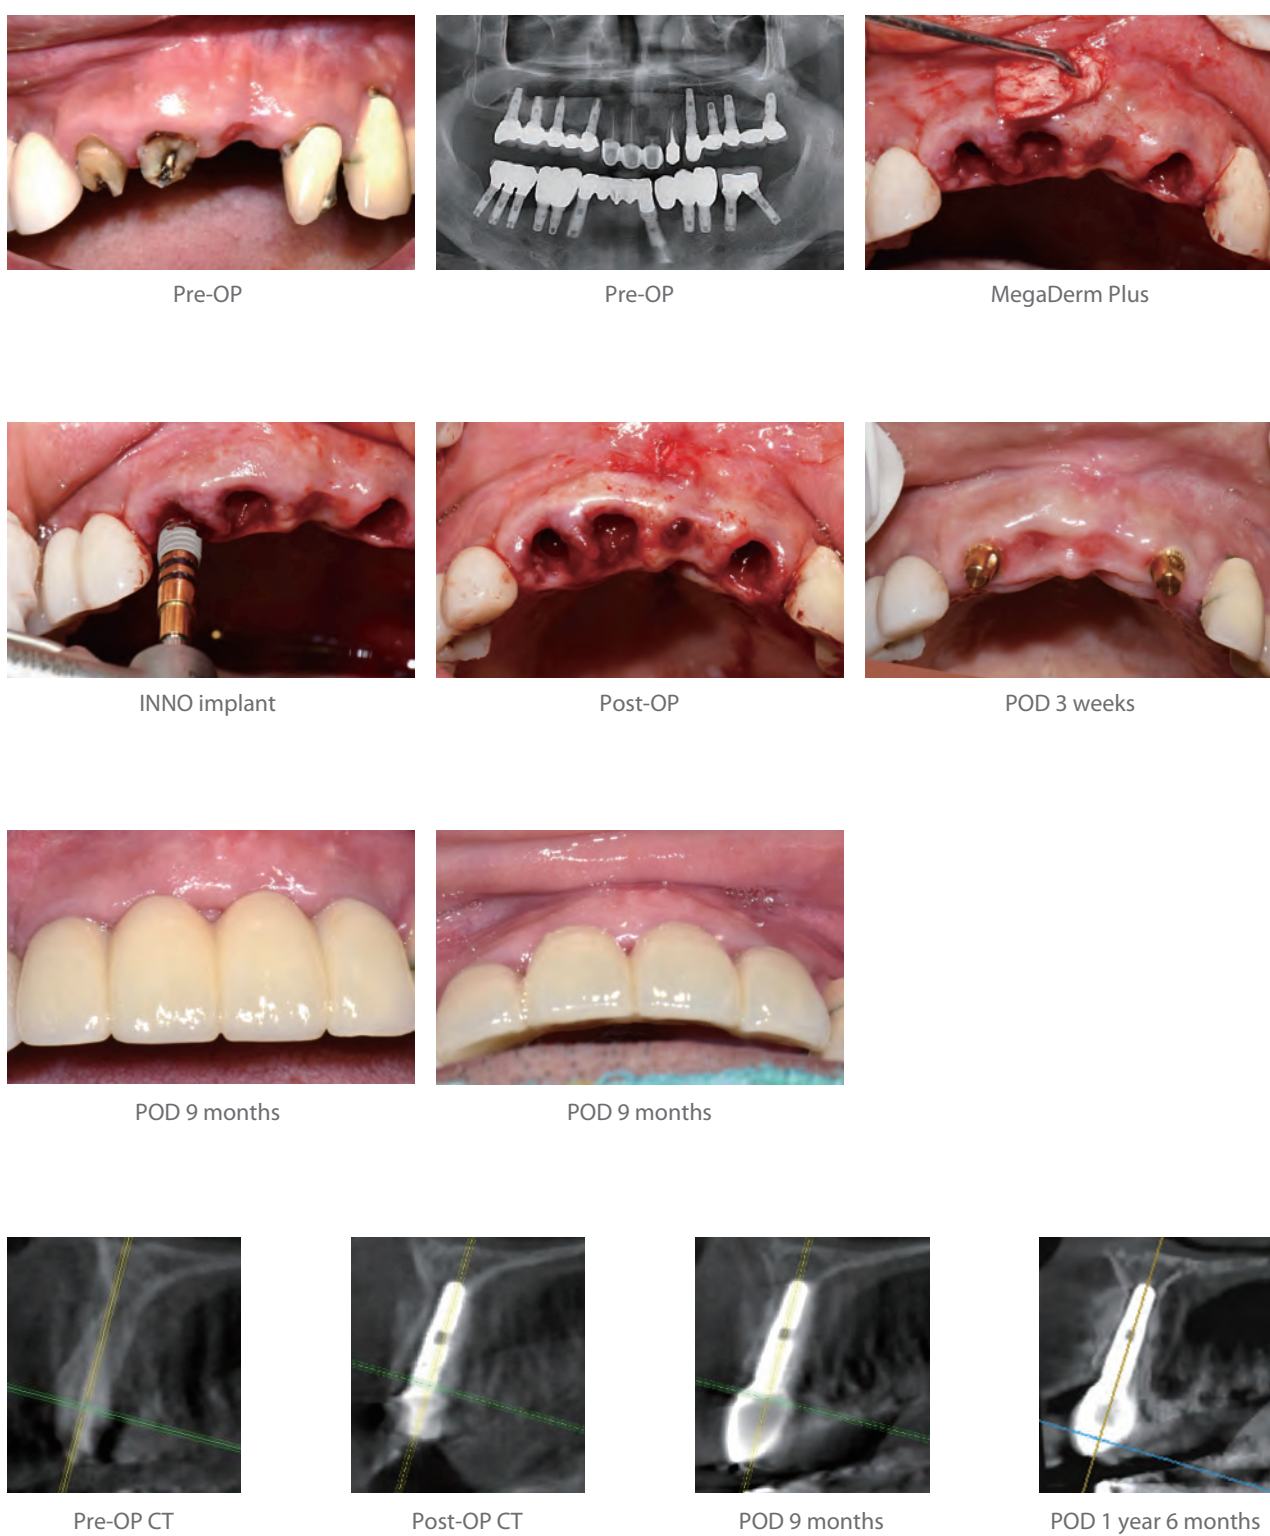 Pre-OP
Pre-OP
MegaDerm Plus
INNO implant
Post-OP
POD 3 weeks
POD 9 months
POD 9 months
Pre-OP CT
Post-OP CT
POD 9 months
POD 1 year 6 months